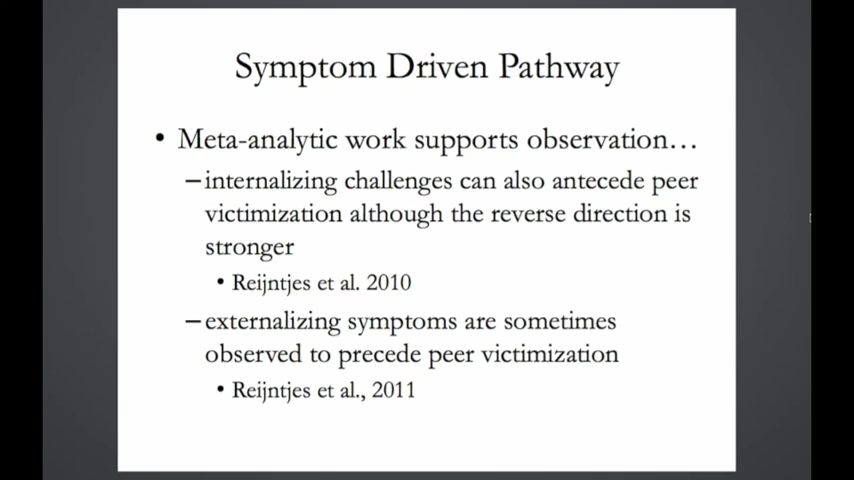 Symptom Driven Pathway
• Meta-analytic work supports observation…
–internalizing challenges can also antecede peer
victimization although the reverse direction is
stronger
• Reijntjes et al. 2010
–externalizing symptoms are sometimes
observed to precede peer victimization
• Reijntjes et al., 2011